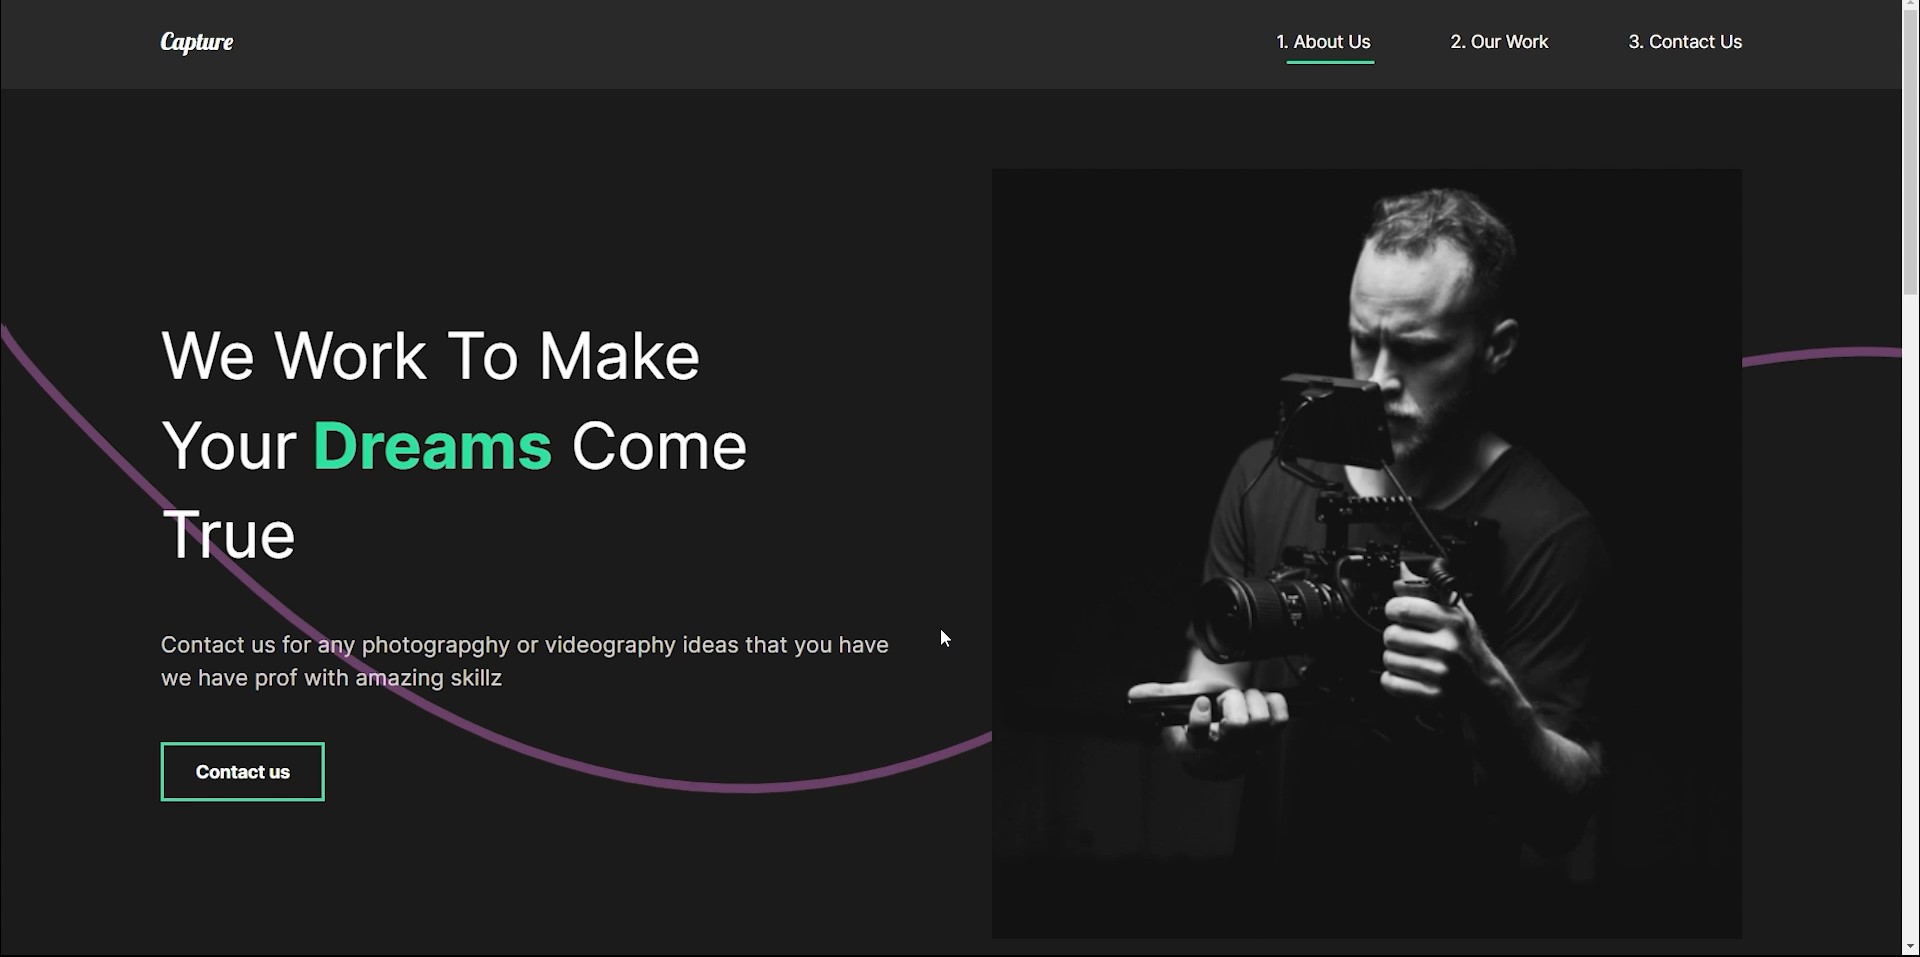 Capture
1. About Us
2. Our Work
3. Contact Us
We Work To Make
Your Dreams Come
True
Contact us for any photograpghy or videography ideas that you have
we have prof with amazing skillz
Contact us